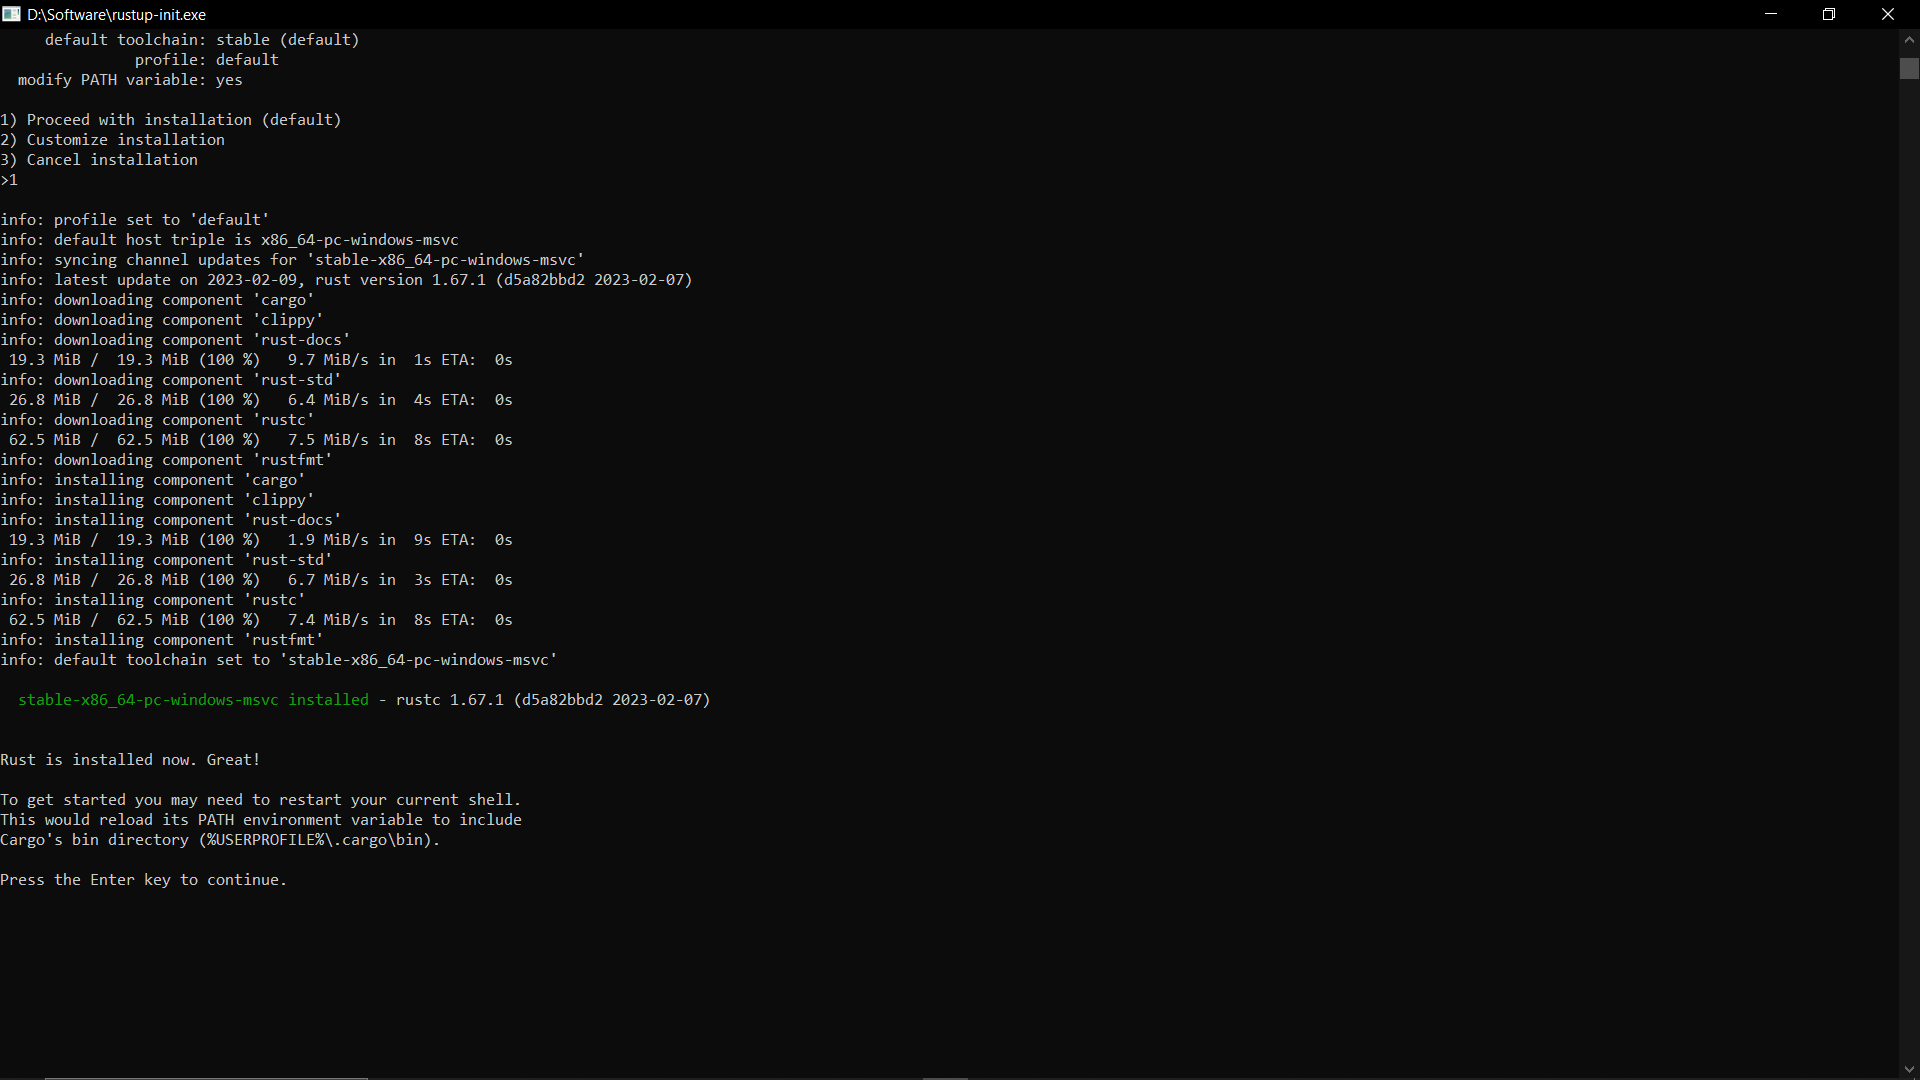 D:\Software\rustup-init.exe
default toolchain: stable (default)
profile: default
modify PATH variable: yes
1) Proceed with installation (default)
2) Customize installation
3) Cancel installation
>1
info: profile set to 'default'
info: default host triple is x86_64-pc-windows-msvc
info: syncing channel updates for 'stable-x86_64-pc-windows-msvc'
info: latest update on 2023-02-09, rust version 1.67.1 (d5a82bbd2 2023-02-07)
info: downloading component 'cargo'
info: downloading component 'clippy'
info: downloading component 'rust-docs'
19.3 MiB /  19.3 MiB (100 %)   9.7 MiB/s in  1s ETA:  0s
info: downloading component 'rust-std'
26.8 MiB /  26.8 MiB (100 %)   6.4 MiB/s in  4s ETA:  0s
info: downloading component 'rustc'
62.5 MiB /  62.5 MiB (100 %)   7.5 MiB/s in  8s ETA:  0s
info: downloading component 'rustfmt'
info: installing component 'cargo'
info: installing component 'clippy'
info: installing component 'rust-docs'
19.3 MiB /  19.3 MiB (100 %)   1.9 MiB/s in  9s ETA:  0s
info: installing component 'rust-std'
26.8 MiB /  26.8 MiB (100 %)   6.7 MiB/s in  3s ETA:  0s
info: installing component 'rustc'
62.5 MiB /  62.5 MiB (100 %)   7.4 MiB/s in  8s ETA:  0s
info: installing component 'rustfmt'
info: default toolchain set to 'stable-x86_64-pc-windows-msvc'
stable-x86_64-pc-windows-msvc installed - rustc 1.67.1 (d5a82bbd2 2023-02-07)
Rust is installed now. Great!
To get started you may need to restart your current shell.
This would reload its PATH environment variable to include
Cargo's bin directory (%USERPROFILE%\.cargo\bin).
Press the Enter key to continue.